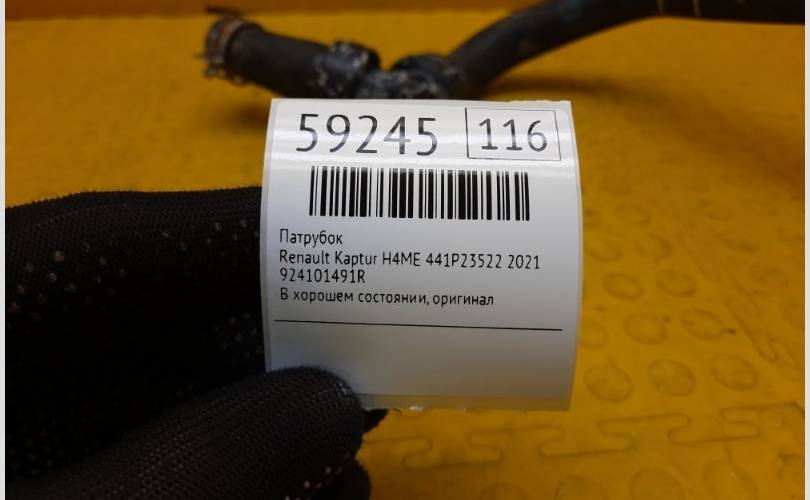 59245 116
Патрубок
Renault Kaptur H4ME 441P23522 2021
924101491R
В хорошем состоянии, оригинал